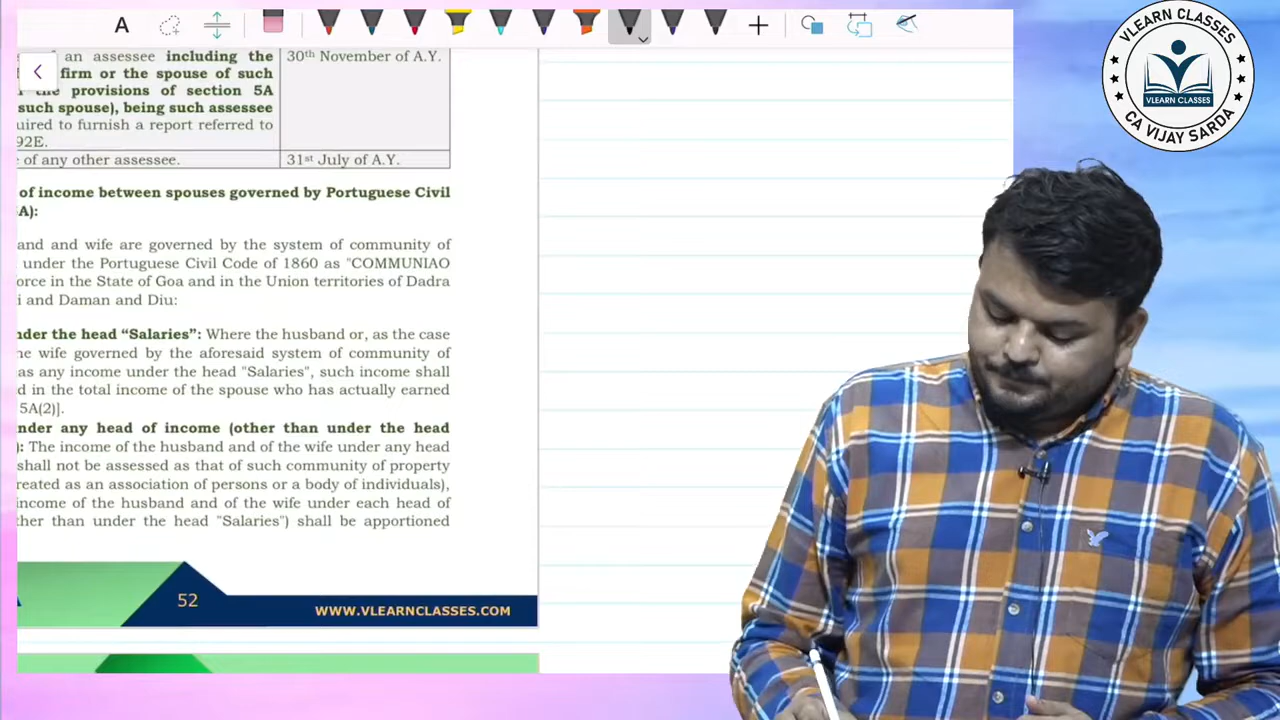 A
VLEARN CLASSES
VLEARN CLASSES
CA VIJAY SARDA
an assessee including the
30th November of A.Y.
firm or the spouse of such
the provisions of section 5A
such spouse), being such assessee
uired to furnish a report referred to
92E.
e of any other assessee.
31st July of A.Y.
of income between spouses governed by Portuguese Civil
A):
and and wife are governed by the system of community of
under the Portuguese Civil Code of 1860 as "COMMUNIAO
orce in the State of Goa and in the Union territories of Dadra
i and Daman and Diu:
nder the head “Salaries”: Where the husband or, as the case
ne wife governed by the aforesaid system of community of
as any income under the head "Salaries", such income shall
d in the total income of the spouse who has actually earned
5A(2)].
nder any head of income (other than under the head
): The income of the husband and of the wife under any head
shall not be assessed as that of such community of property
reated as an association of persons or a body of individuals),
income of the husband and of the wife under each head of
ther than under the head "Salaries") shall be apportioned
52
WWW.VLEARNCLASSES.COM